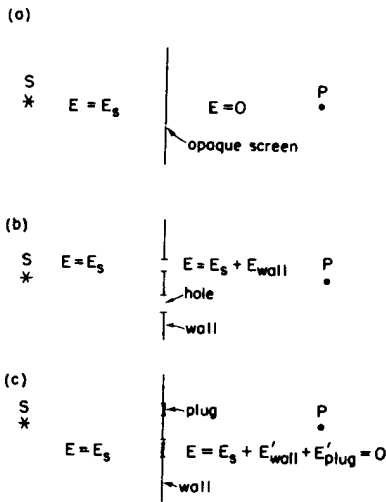 (a)
S P
* E = E_s E = 0 •
opaque screen
(b)
S E = E_s E = E_s + E_wall P
* •
hole
wall
(c)
S P
* plug •
E = E_s E = E_s + E'_wall + E'_plug = 0
wall